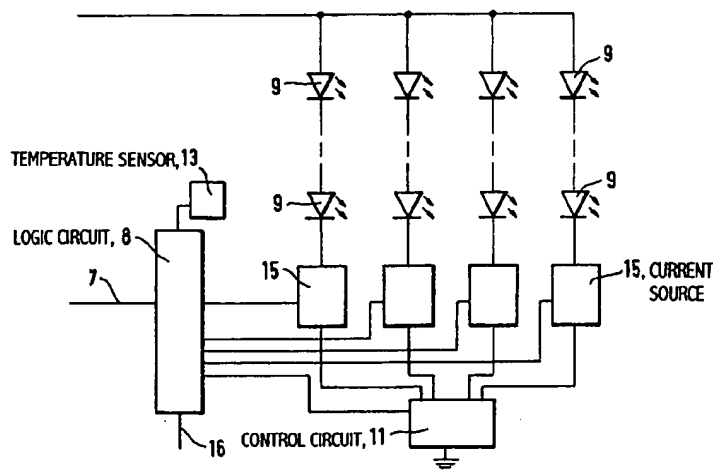 9
9
TEMPERATURE SENSOR, 13
9
9
LOGIC CIRCUIT, 8
15
15, CURRENT
SOURCE
7
16
CONTROL CIRCUIT, 11